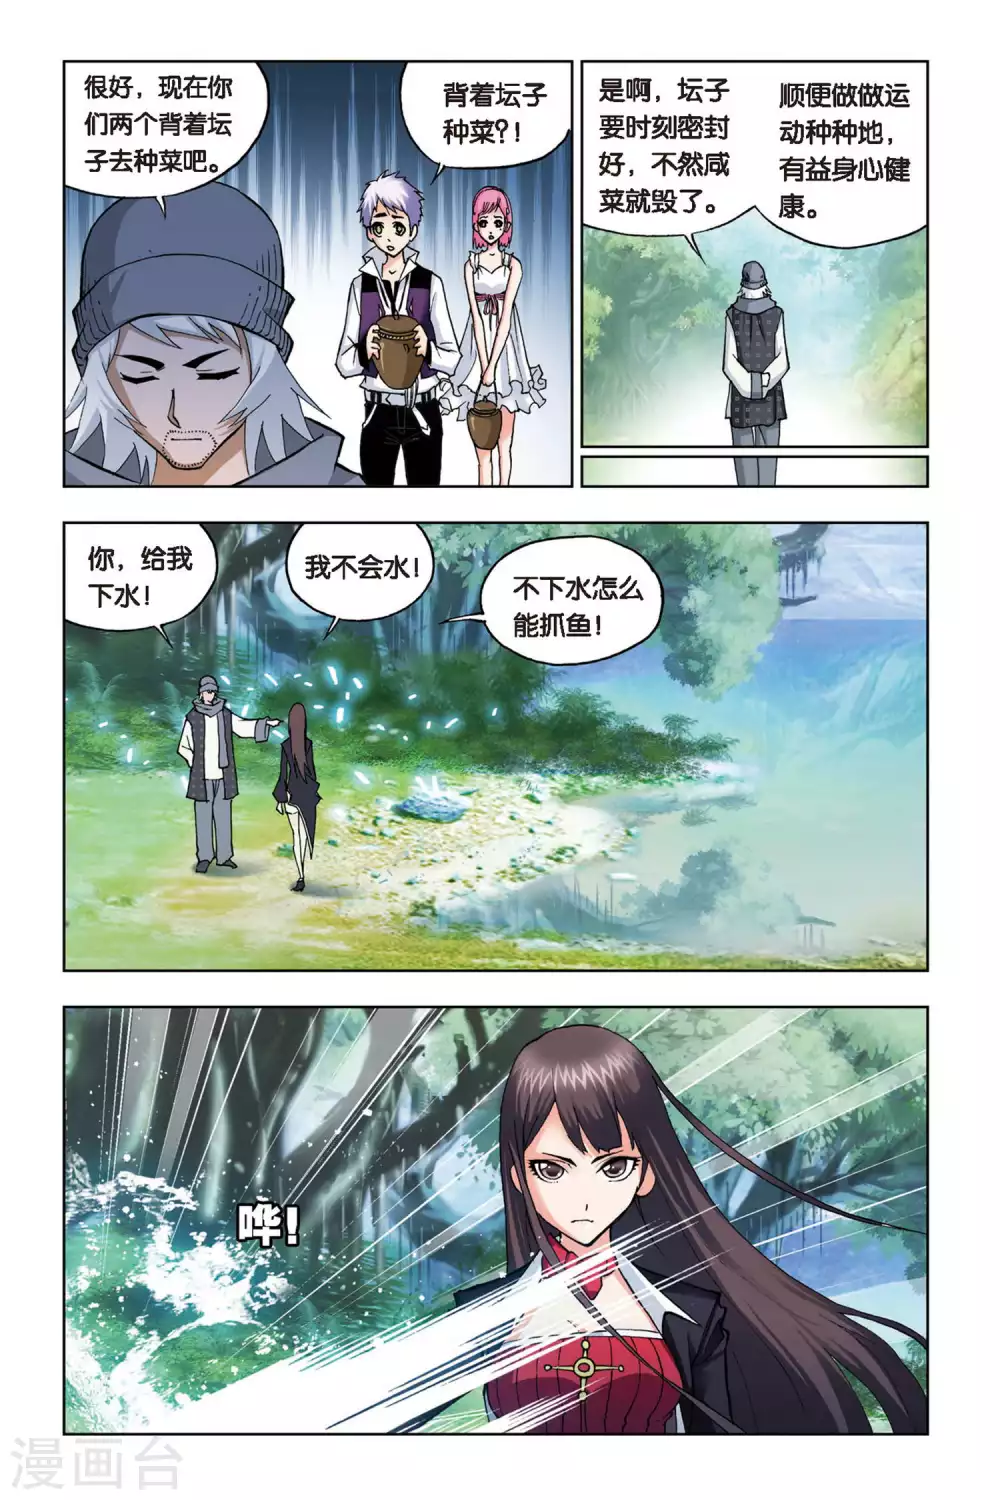 很好，现在你
们两个背着坛
子去种菜吧。
背着坛子
种菜？！
是啊，坛子
要时刻密封
好，不然咸
菜就毁了。
顺便做做运
动种种地，
有益身心健
康。
你，给我
下水！
我不会水！
不下水怎么
能抓鱼！
哗！
漫画台